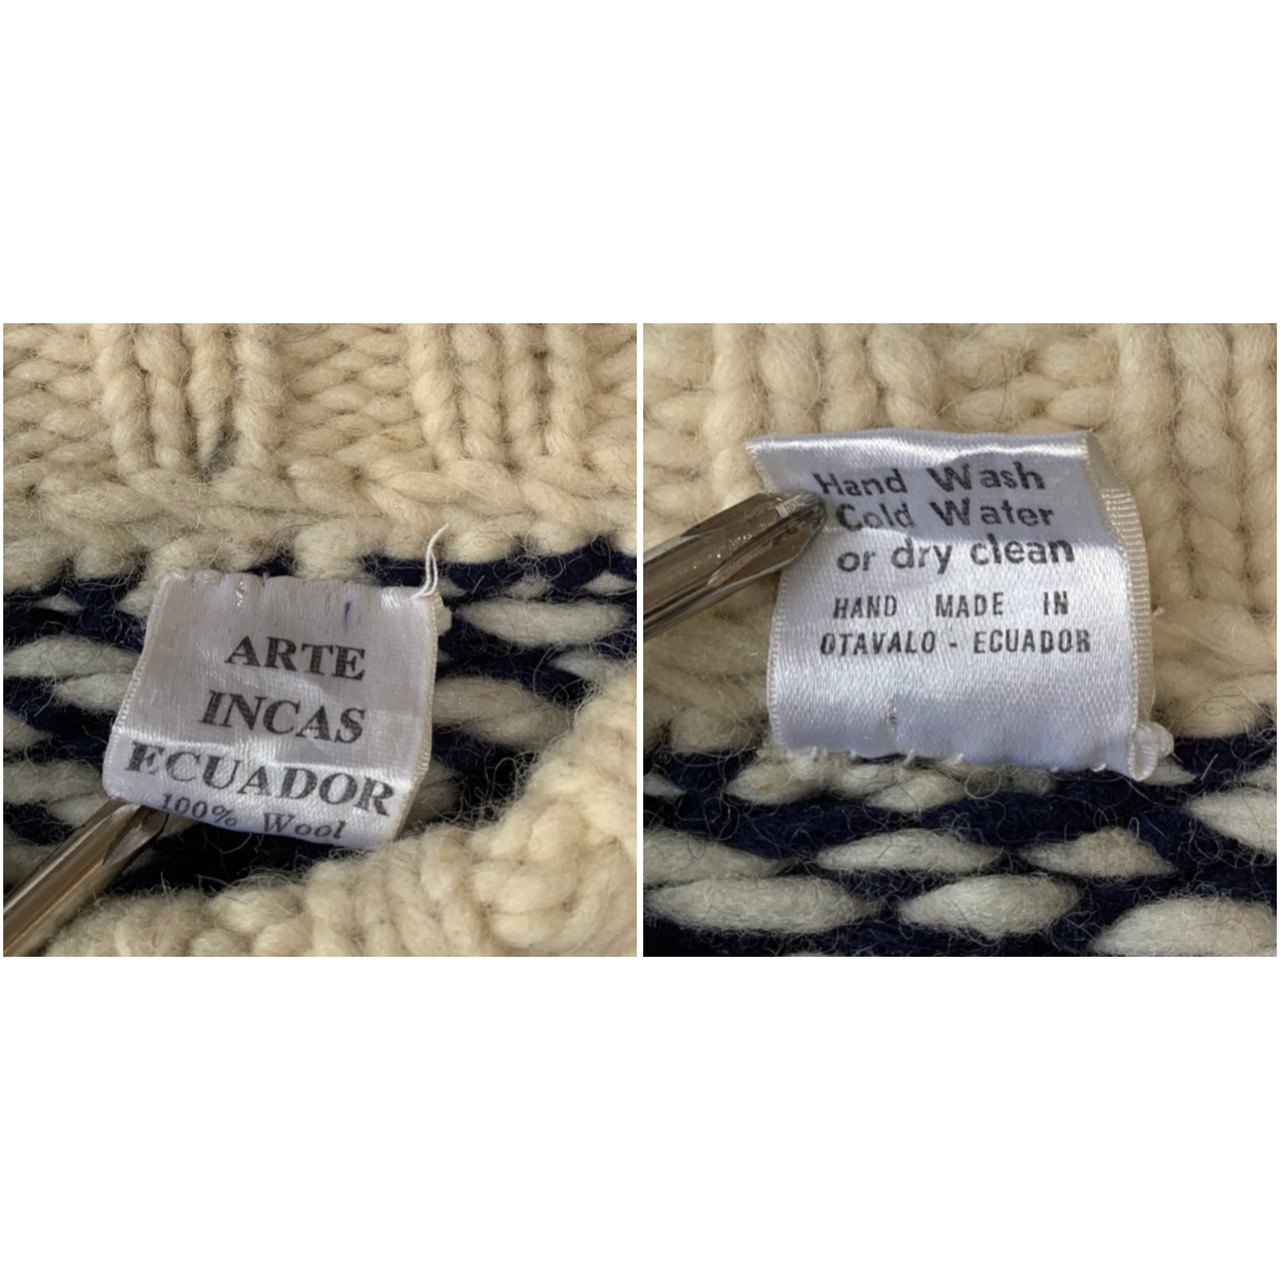 ARTE
INCAS
ECUADOR
100% Wool
Hand Wash
Cold Water
or dry clean
HAND MADE IN
OTAVALO - ECUADOR